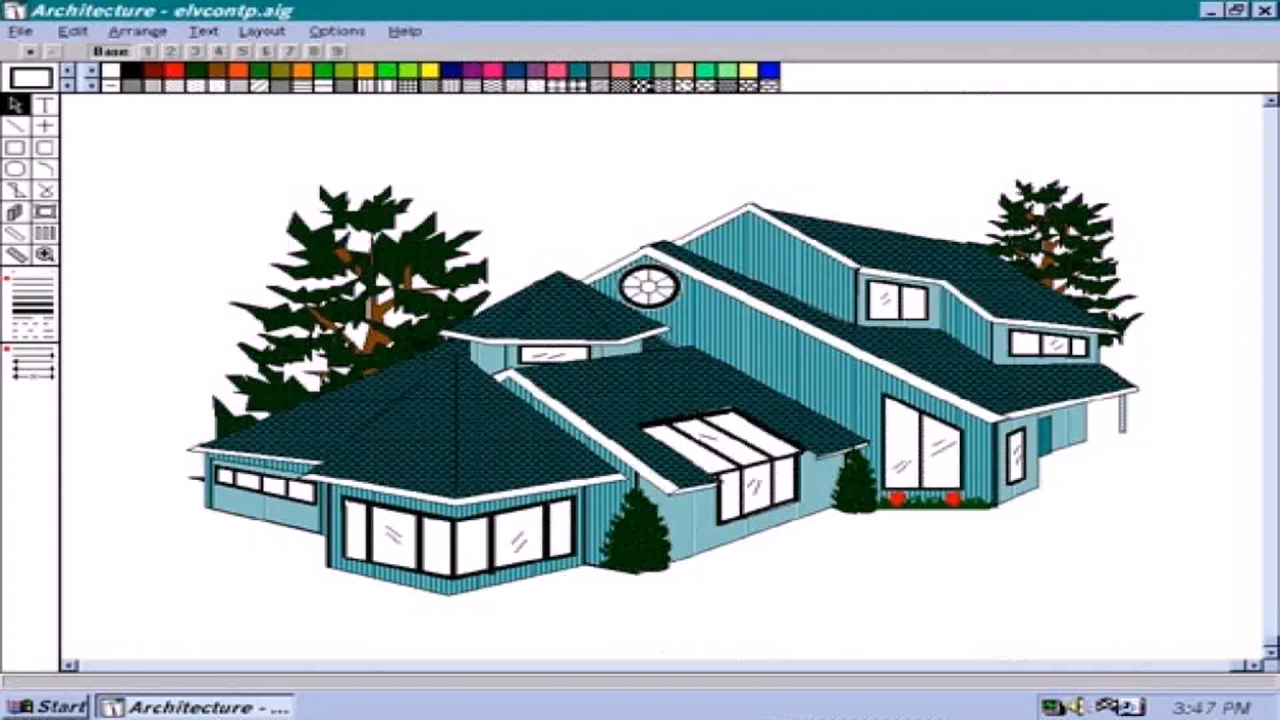 Architecture - elvcontp.aig
File Edit Arrange Text Layout Options Help
Base 1 2 3 4 5 6 7 8 9
T
Start Architecture - ... 3:47 PM